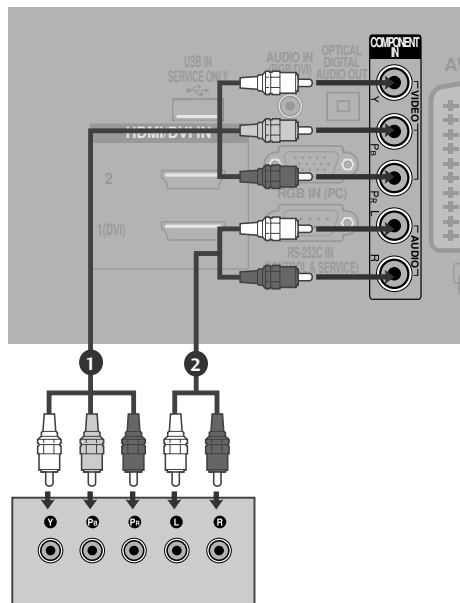 COMPONENT
IN
USB IN
SERVICE ONLY
AUDIO IN
(RGB/DVI)
OPTICAL
DIGITAL
AUDIO OUT
AV
Y
VIDEO
PB
PR
L
AUDIO
R
HDMI/DVI IN
2
1(DVI)
RGB IN (PC)
RS-232C IN
(CONTROL & SERVICE)
1
2
Y
PB
PR
L
R